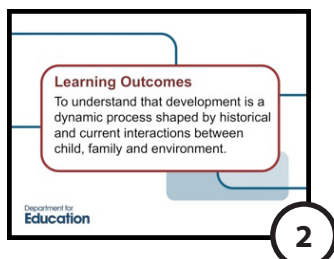 Learning Outcomes
To understand that development is a
dynamic process shaped by historical
and current interactions between
child, family and environment.
Department for
Education
2